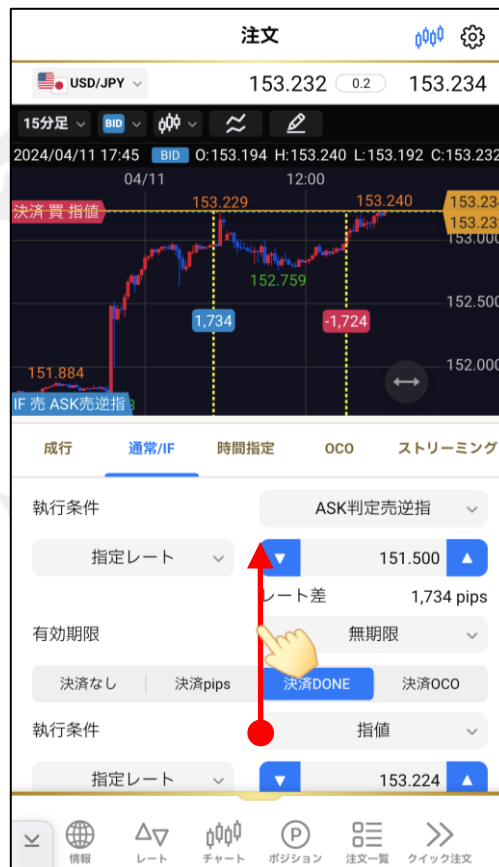 注文
USD/JPY 153.232 0.2 153.234
15分足 BID
2024/04/11 17:45 BID O:153.194 H:153.240 L:153.192 C:153.232
04/11 12:00
決済 買 指値 153.229 153.240 153.234
153.000
152.759
152.500
1,734 -1,724
151.884 152.000
IF 売 ASK売逆指
成行 通常/IF 時間指定 OCO ストリーミング
執行条件 ASK判定売逆指
指定レート ▼ 151.500 ▲
レート差 1,734 pips
有効期限 無期限
決済なし 決済pips 決済DONE 決済OCO
執行条件 指値
指定レート ▼ 153.224 ▲
情報 レート チャート P ポジション 注文一覧 クイック注文